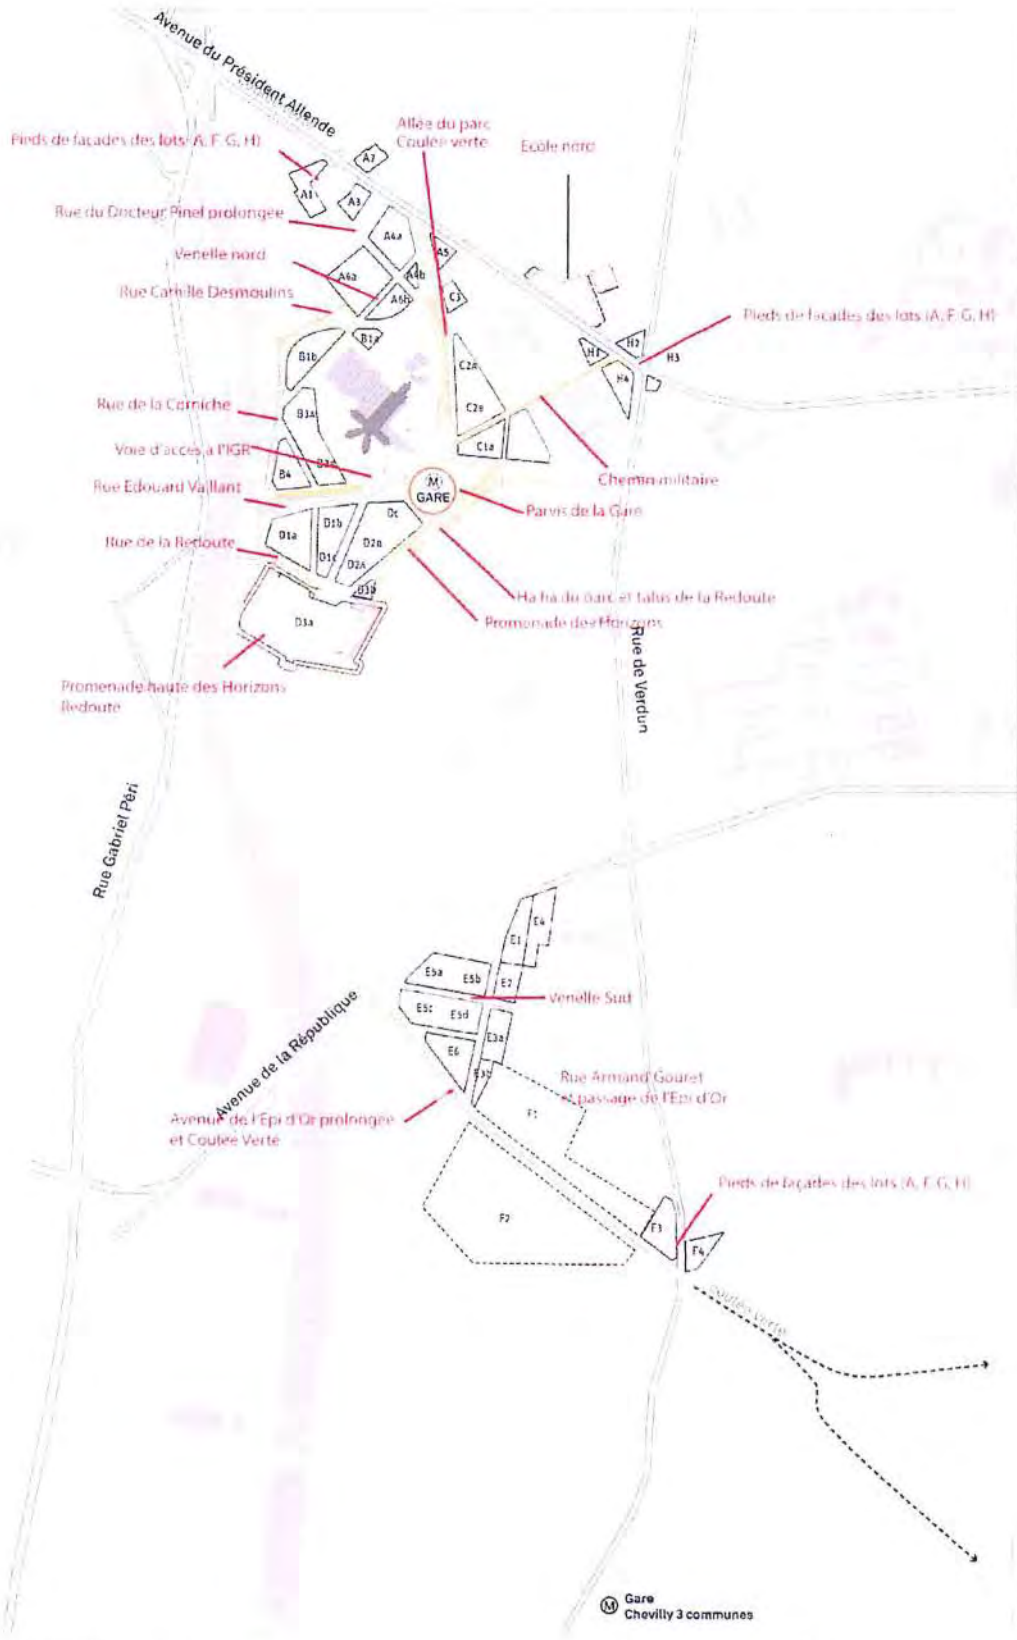 Avenue du Président Allende
Pieds de façades des lots (A, F, G, H)
Allée du parc
Coulée verte
Ecole nord
A7
A1
A3
Rue du Docteur Pinel prolongée
A4a
A5
Venelle nord
A6a
A4b
A6b
C3
Rue Camille Desmoulins
Pieds de facades des lots (A, F, G, H)
B1a
B1b
H1
H2
H3
H4
C2A
Rue de la Corniche
B3A
C2B
Voie d'accès a l'IGR
C1a
B4
Chemin militaire
Rue Edouard Vaillant
M
GARE
Parvis de la Gare
D1b
D1a
D2B
Rue de la Redoute
D1c
D2A
D3b
Ha ha du parc et talus de la Redoute
D3a
Promenade des Horizons
Rue de Verdun
Promenade haute des Horizons
Redoute
Rue Gabriel Péri
E4
E1
E5a
E5b
E2
Venelle Sud
E5c
E5d
E3a
Avenue de la République
E6
E3b
Rue Armand Gouret
et passage de l'Epi d'Or
F1
Avenue de l'Epi d'Or prolongée
et Coulée Verte
Pieds de façades des lots (A, F, G, H)
F2
F3
F4
coulée verte
M
Gare
Chevilly 3 communes